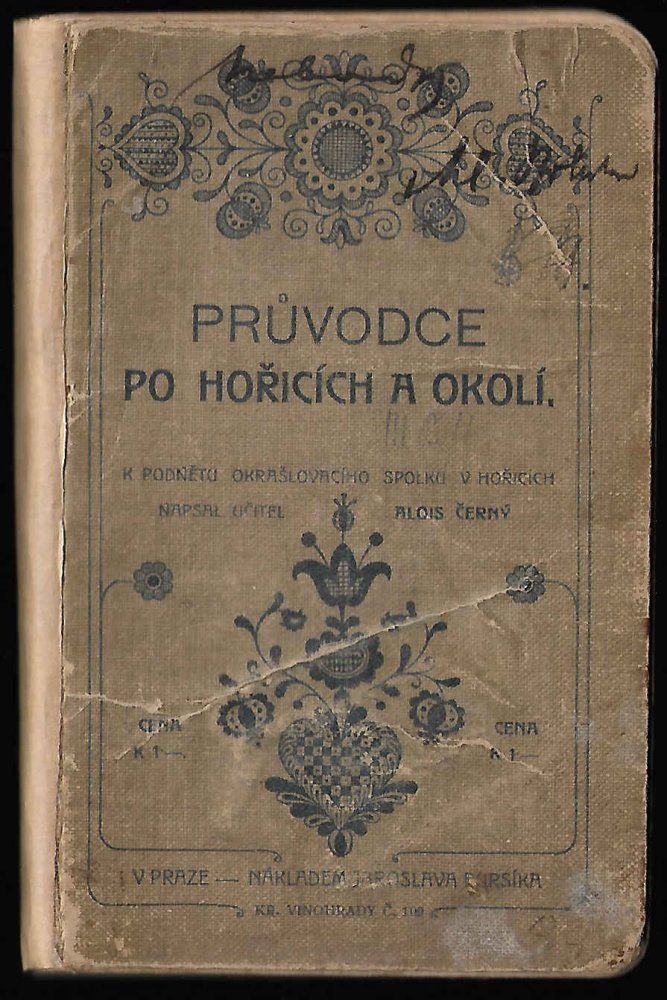 PRŮVODCE
PO HOŘICÍCH A OKOLÍ.
K PODNĚTU OKRAŠLOVACÍHO SPOLKU V HOŘICÍCH
NAPSAL UČITEL ALOIS ČERNÝ
CENA CENA
K 1—. K 1—
V PRAZE — NÁKLADEM JAROSLAVA BURSÍKA
KR. VINOHRADY Č. 100